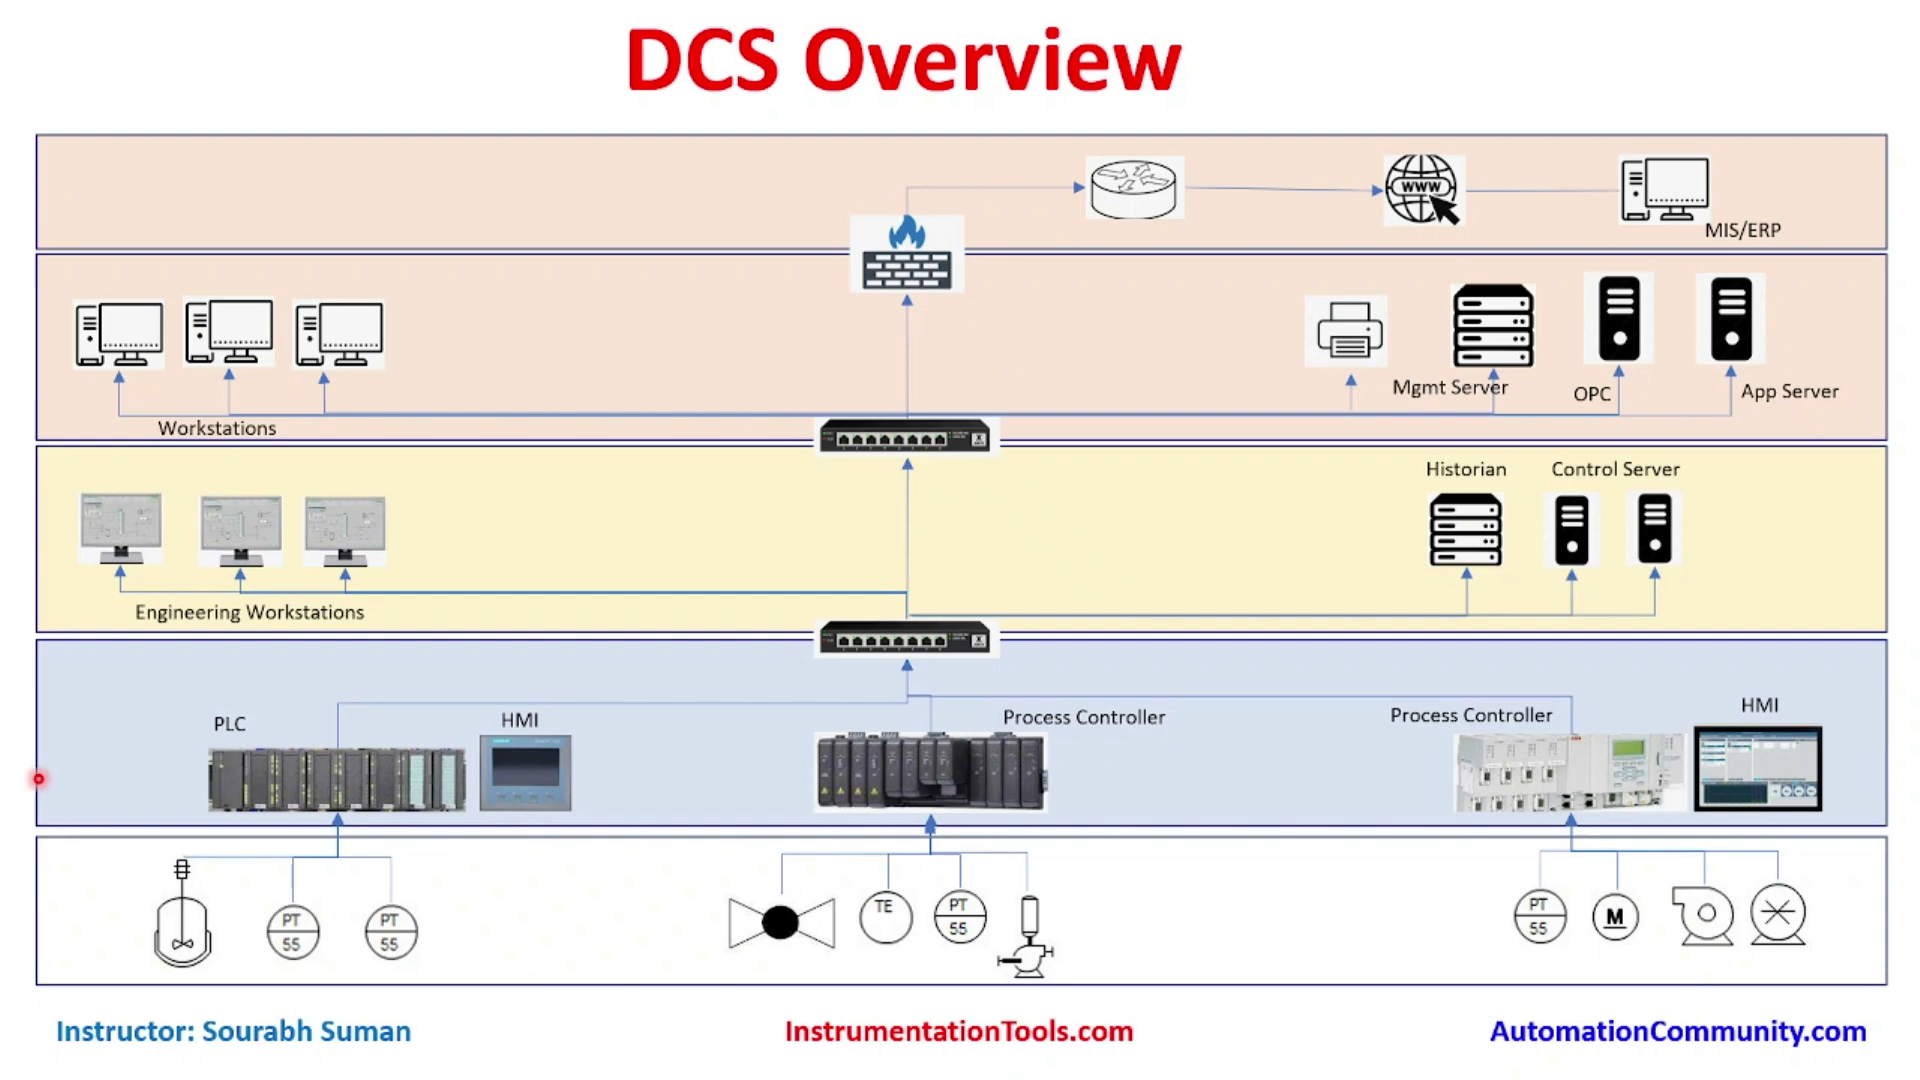 DCS Overview
WWW
MIS/ERP
Mgmt Server
OPC
App Server
Workstations
Historian
Control Server
Engineering Workstations
PLC
HMI
Process Controller
Process Controller
HMI
PT
55
PT
55
TE
PT
55
PT
55
M
Instructor: Sourabh Suman
InstrumentationTools.com
AutomationCommunity.com